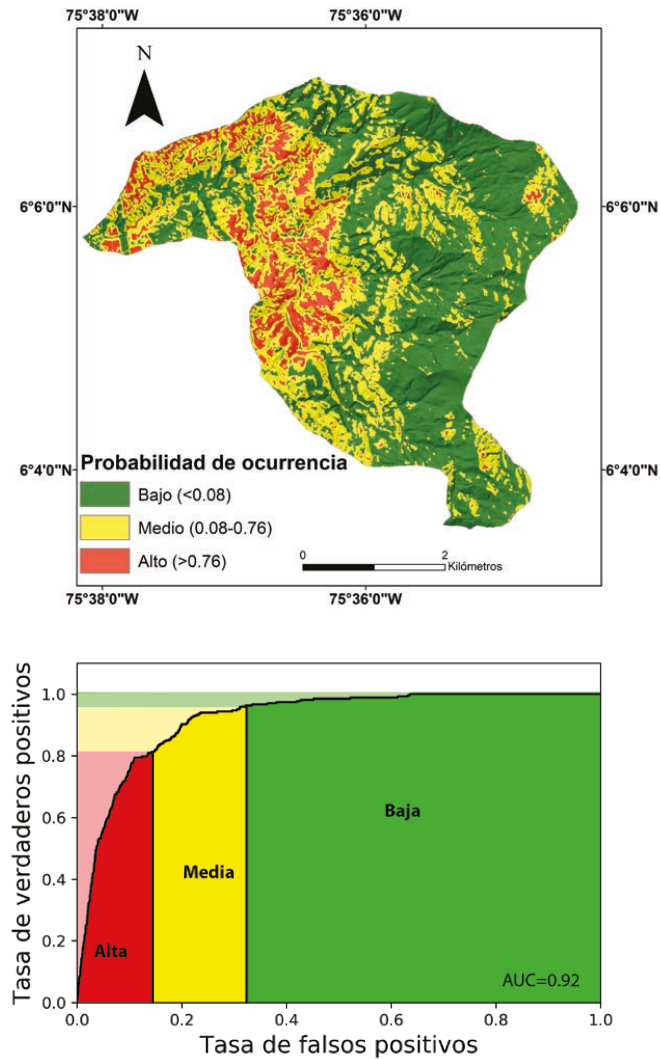 75°38'0"W 75°36'0"W
N
6°6'0"N 6°6'0"N
6°4'0"N 6°4'0"N
Probabilidad de ocurrencia
Bajo (<0.08)
Medio (0.08-0.76)
Alto (>0.76)
0 2
Kilómetros
75°38'0"W 75°36'0"W
Tasa de verdaderos positivos
1.0
0.8
0.6
0.4
0.2
0.0
Baja
Media
Alta
AUC=0.92
0.0 0.2 0.4 0.6 0.8 1.0
Tasa de falsos positivos